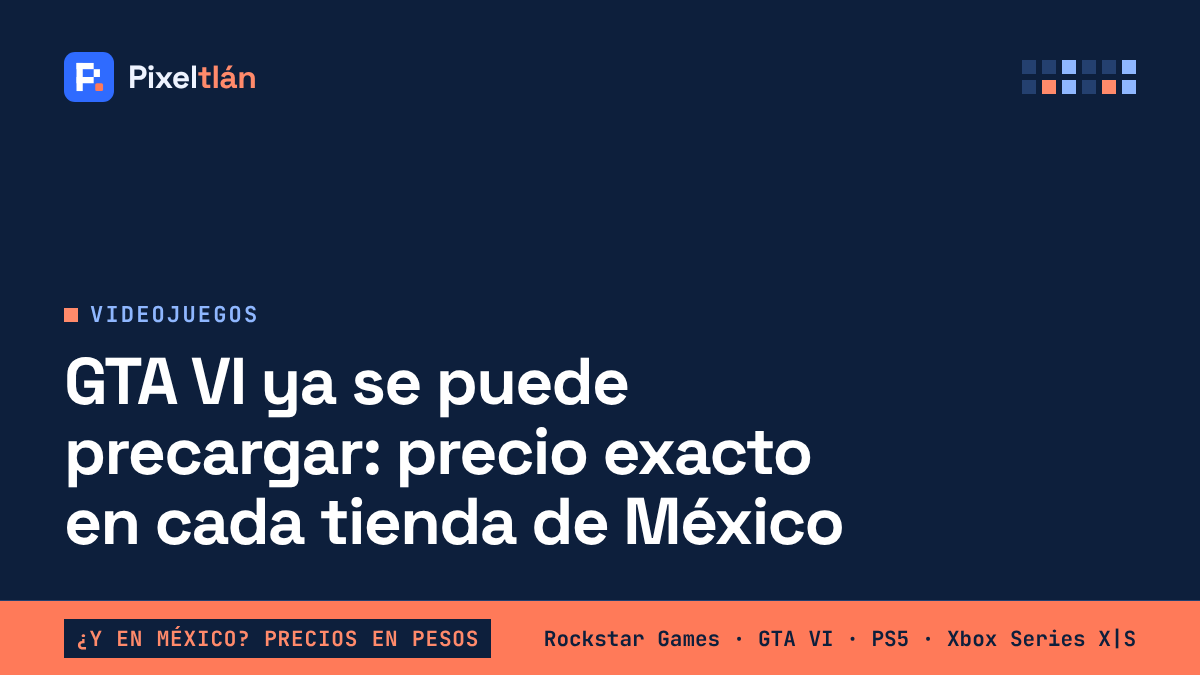 Pixeltlán
VIDEOJUEGOS
GTA VI ya se puede
precargar: precio exacto
en cada tienda de México
¿Y EN MÉXICO? PRECIOS EN PESOS
Rockstar Games · GTA VI · PS5 · Xbox Series X|S